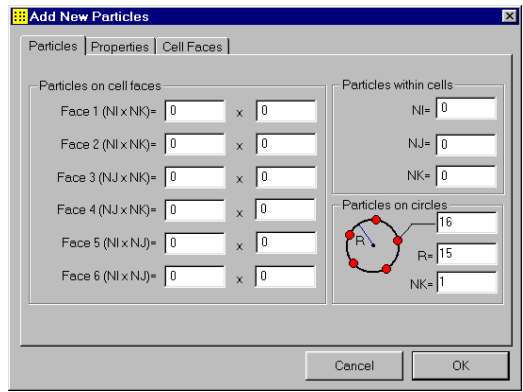 Add New Particles
Particles Properties Cell Faces
Particles on cell faces
Face 1 (NI x NK)= 0 x 0
Face 2 (NI x NK)= 0 x 0
Face 3 (NJ x NK)= 0 x 0
Face 4 (NJ x NK)= 0 x 0
Face 5 (NI x NJ)= 0 x 0
Face 6 (NI x NJ)= 0 x 0
Particles within cells
NI= 0
NJ= 0
NK= 0
Particles on circles
16
R
R= 15
NK= 1
Cancel OK